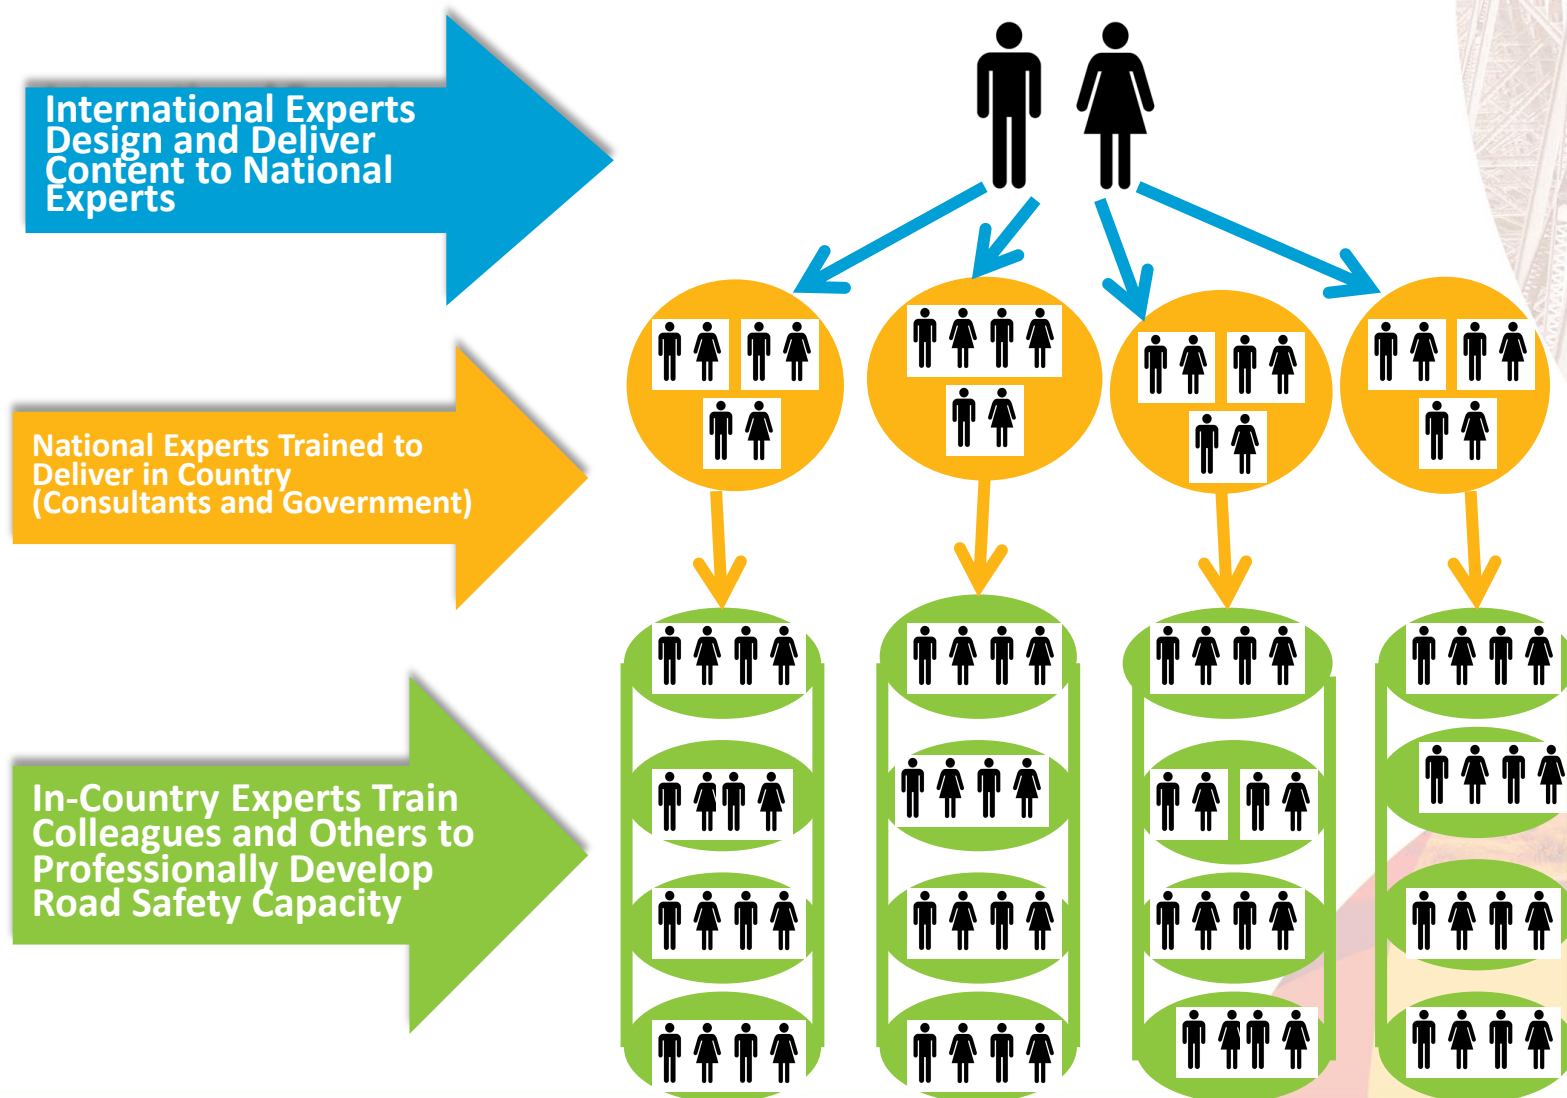 International Experts
Design and Deliver
Content to National
Experts
National Experts Trained to
Deliver in Country
(Consultants and Government)
In-Country Experts Train
Colleagues and Others to
Professionally Develop
Road Safety Capacity